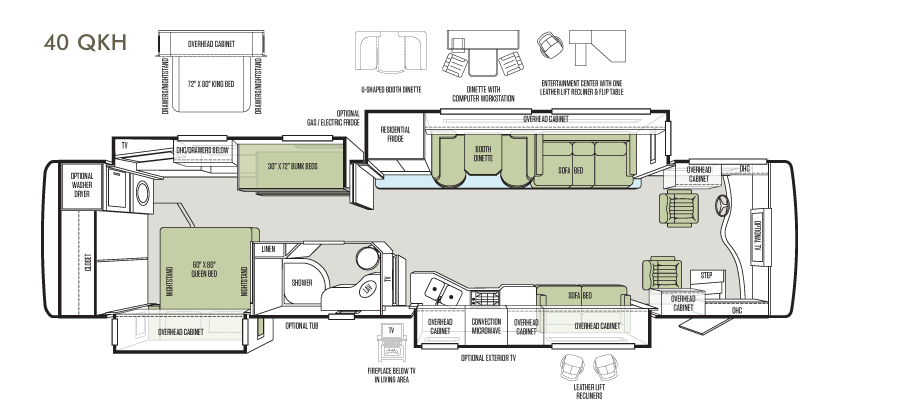 40 QKH
OVERHEAD CABINET
DRAWERS/NIGHTSTAND
72" X 80" KING BED
DRAWERS/NIGHTSTAND
U-SHAPED BOOTH DINETTE
DINETTE WITH
COMPUTER WORKSTATION
ENTERTAINMENT CENTER WITH ONE
LEATHER LIFT RECLINER & FLIP TABLE
OPTIONAL
GAS / ELECTRIC FRIDGE
RESIDENTIAL
FRIDGE
OVERHEAD CABINET
BOOTH
DINETTE
SOFA BED
TV
OHC/DRAWERS BELOW
30" X 72" BUNK BEDS
OPTIONAL
WASHER
DRYER
CLOSET
OVERHEAD
CABINET
OHC
OPTIONAL TV
STEP
OVERHEAD
CABINET
OHC
60" X 80"
QUEEN BED
NIGHTSTAND
NIGHTSTAND
OVERHEAD CABINET
LINEN
SHOWER
LAV
TV
OPTIONAL TUB
TV
FIREPLACE BELOW TV
IN LIVING AREA
OVERHEAD
CABINET
CONVECTION
MICROWAVE
OVERHEAD
CABINET
SOFA BED
OVERHEAD CABINET
OPTIONAL EXTERIOR TV
LEATHER LIFT
RECLINERS